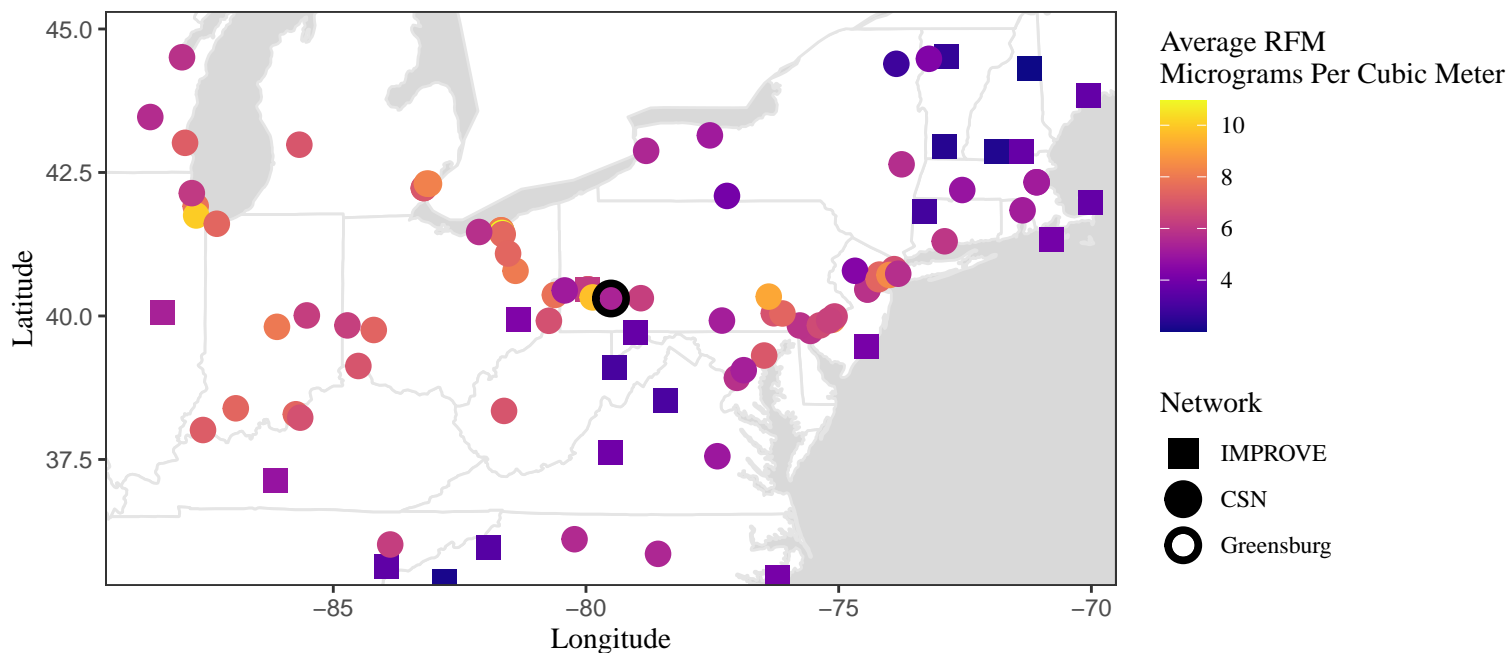 45.0
42.5
40.0
37.5
Latitude
−85
−80
−75
−70
Longitude
Average RFM
Micrograms Per Cubic Meter
10
8
6
4
Network
IMPROVE
CSN
Greensburg